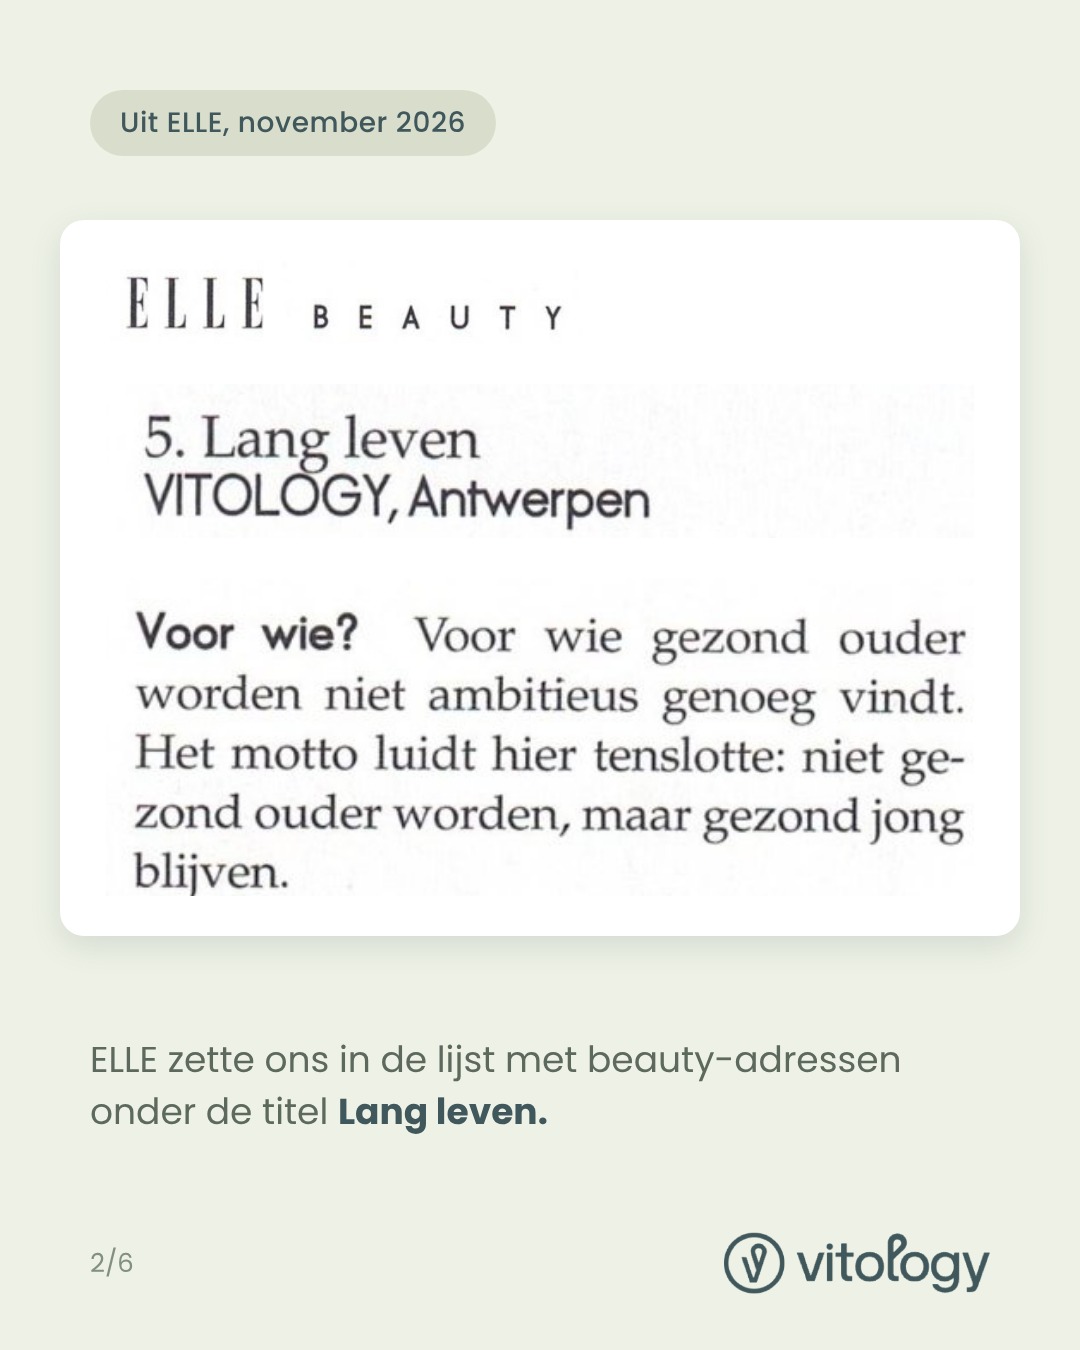 Uit ELLE, november 2026
ELLE BEAUTY
5. Lang leven
VITOLOGY, Antwerpen
Voor wie? Voor wie gezond ouder
worden niet ambitieus genoeg vindt.
Het motto luidt hier tenslotte: niet ge-
zond ouder worden, maar gezond jong
blijven.
ELLE zette ons in de lijst met beauty-adressen
onder de titel Lang leven.
2/6
vitology